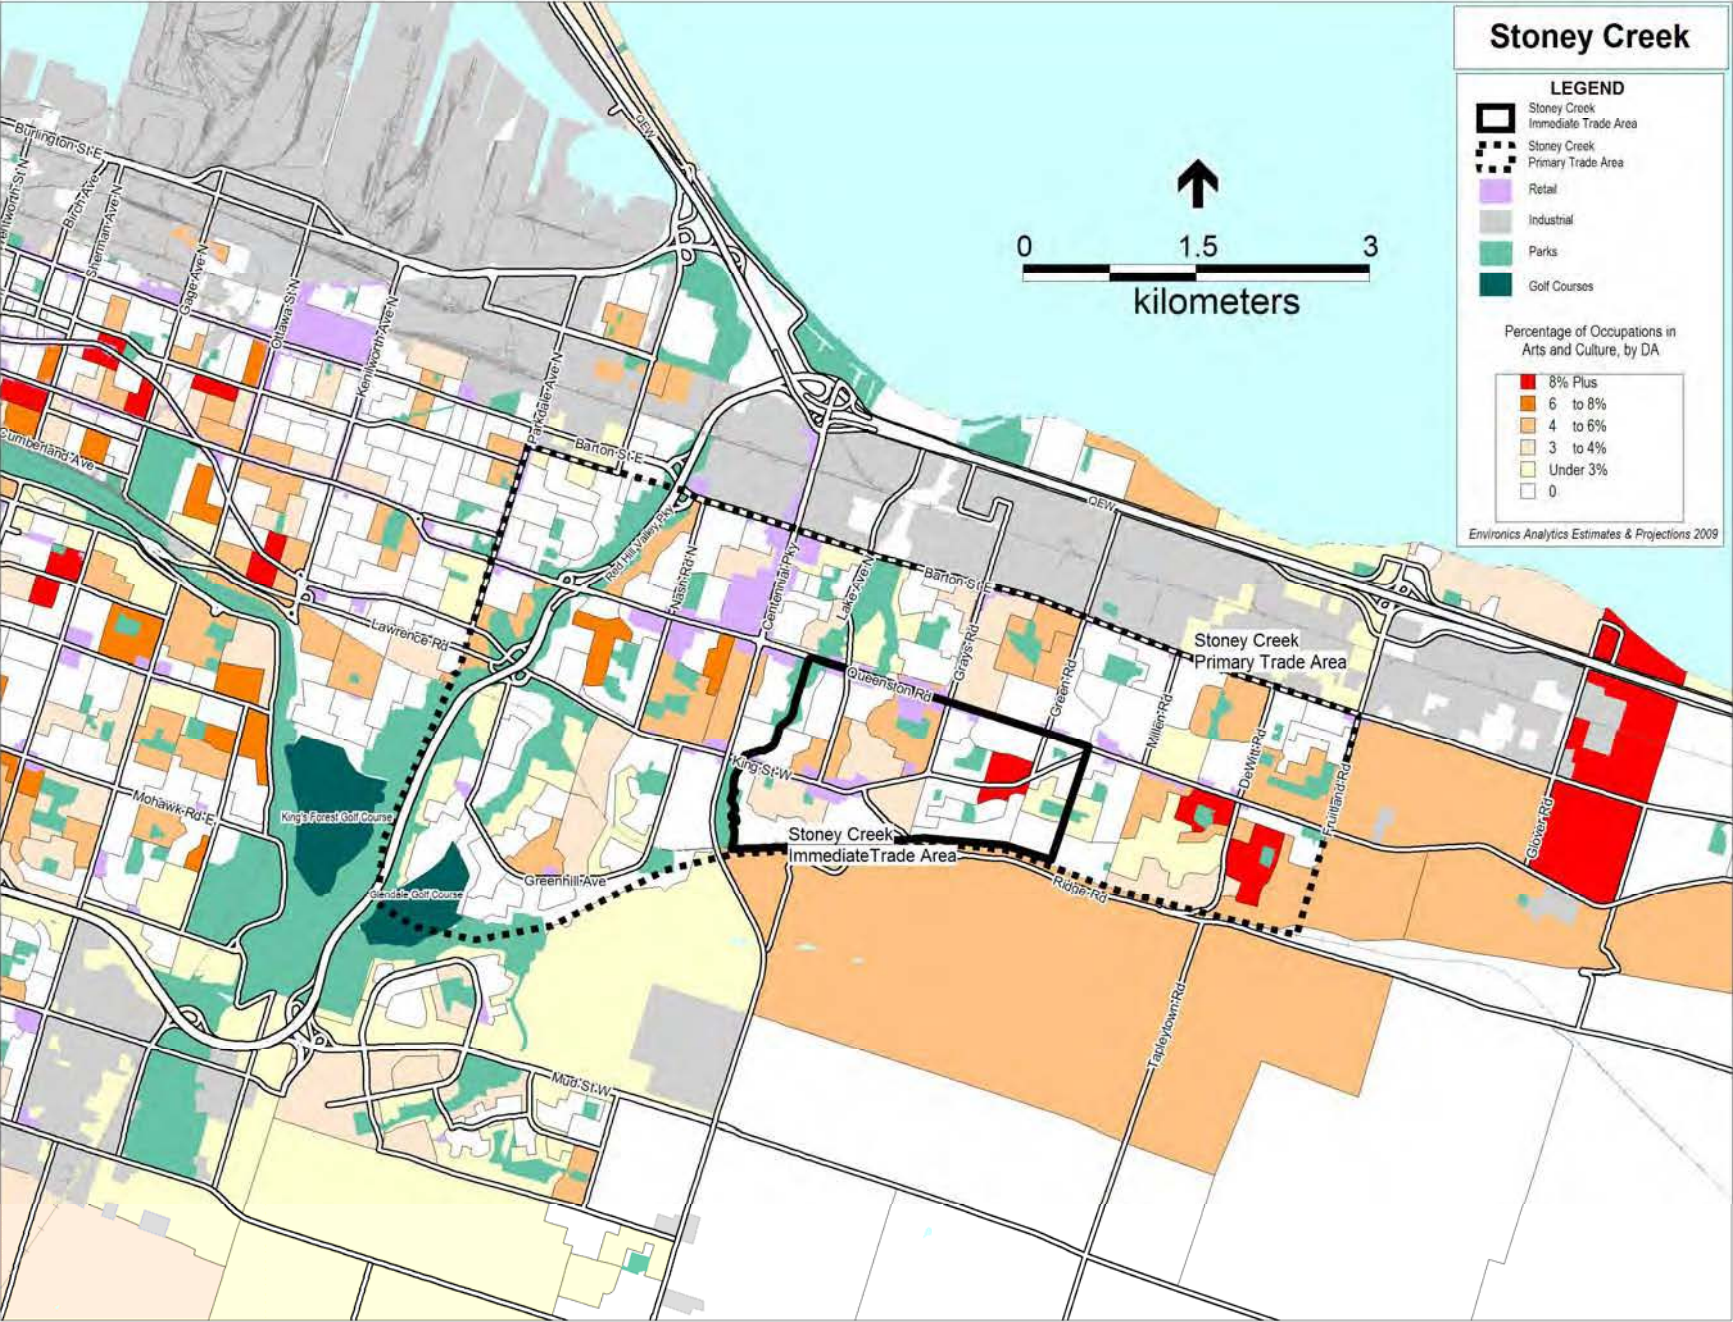 Stoney Creek
LEGEND
Stoney Creek
Immediate Trade Area
Stoney Creek
Primary Trade Area
Retail
Industrial
Parks
Golf Courses
Percentage of Occupations in
Arts and Culture, by DA
8% Plus
6 to 8%
4 to 6%
3 to 4%
Under 3%
0
Environics Analytics Estimates & Projections 2009
0 1.5 3
kilometers
QEW
Burlington St E
Birch Ave
Sherman Ave N
Gage Ave N
Ottawa St N
Kenilworth Ave N
Parkdale Ave N
Cumberland Ave
Barton St E
QEW
Red Hill Valley Pky
Nash Rd N
Centennial Pky
Lake Ave N
Barton St E
Lawrence Rd
Stoney Creek
Primary Trade Area
Grays Rd
Green Rd
Queenston Rd
Millen Rd
DeWitt Rd
Fruitland Rd
Glover Rd
King St W
Mohawk Rd E
King's Forest Golf Course
Stoney Creek
ImmediateTrade Area
Greenhill Ave
Glendale Golf Course
Ridge Rd
Tapleytown Rd
Mud St W